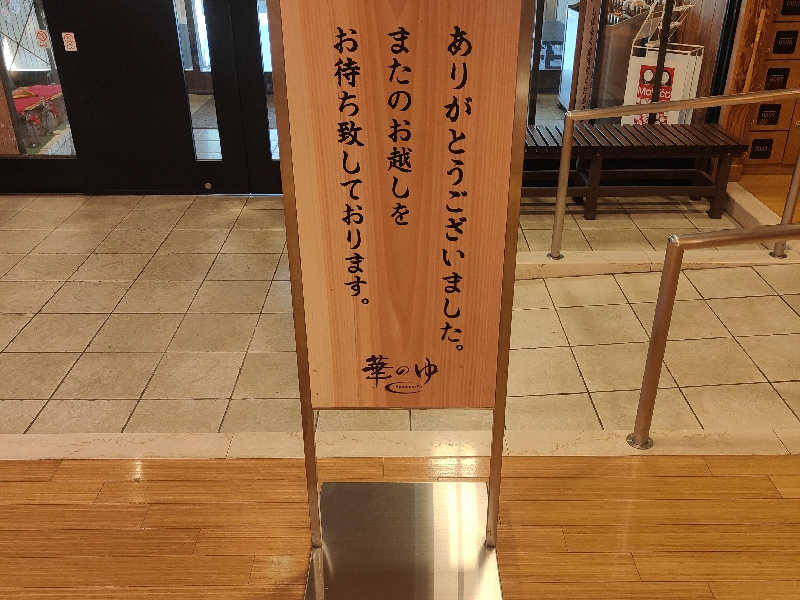 ありがとうございました。
またのお越しを
お待ち致しております。
華のゆ